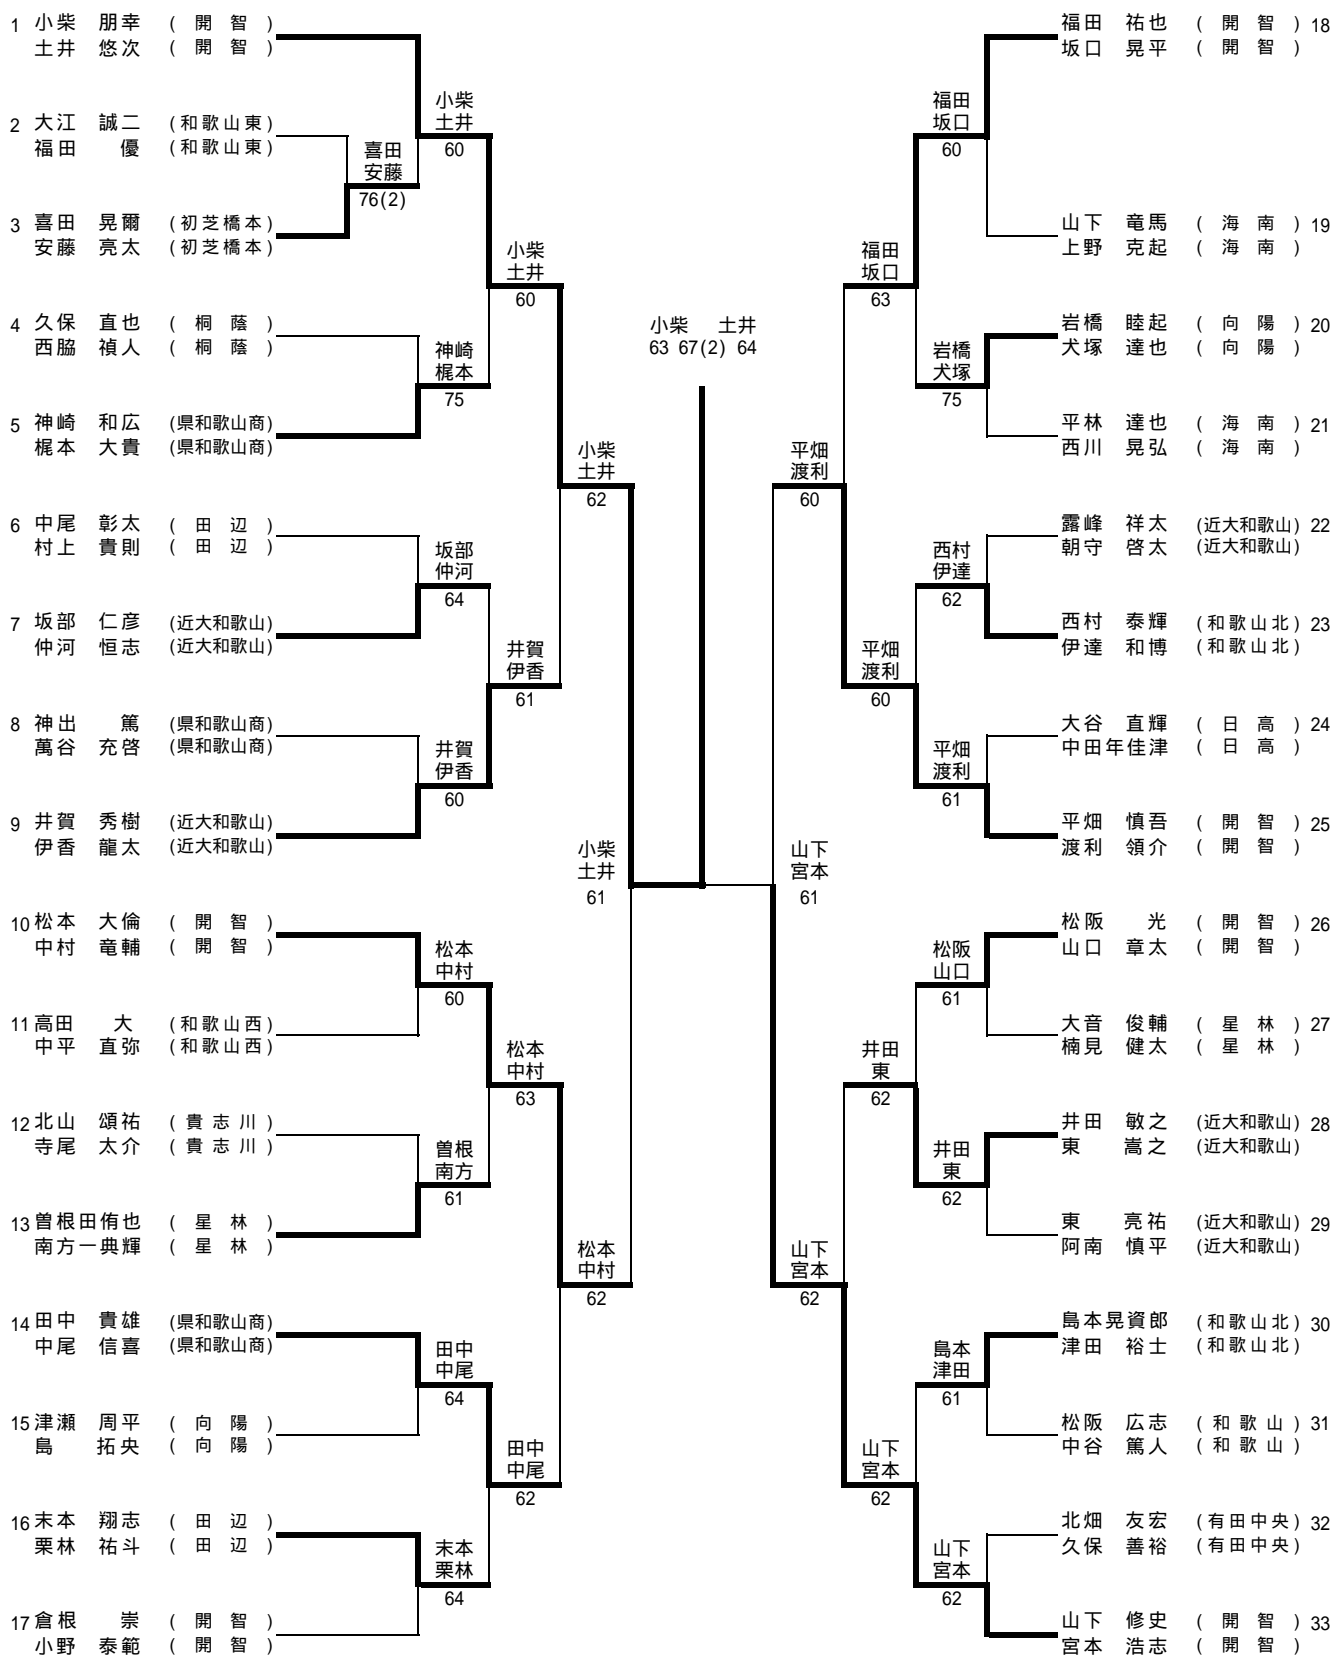 1 小柴 朋幸 ( 開 智 )
土井 悠次 ( 開 智 )
2 大江 誠二 (和歌山東)
福田 優 (和歌山東)
3 喜田 晃爾 (初芝橋本)
安藤 亮太 (初芝橋本)
4 久保 直也 ( 桐 蔭 )
西脇 禎人 ( 桐 蔭 )
5 神崎 和広 (県和歌山商)
梶本 大貴 (県和歌山商)
6 中尾 彰太 ( 田 辺 )
村上 貴則 ( 田 辺 )
7 坂部 仁彦 (近大和歌山)
仲河 恒志 (近大和歌山)
8 神出 篤 (県和歌山商)
萬谷 充啓 (県和歌山商)
9 井賀 秀樹 (近大和歌山)
伊香 龍太 (近大和歌山)
10 松本 大倫 ( 開 智 )
中村 竜輔 ( 開 智 )
11 高田 大 (和歌山西)
中平 直弥 (和歌山西)
12 北山 頌祐 ( 貴志川 )
寺尾 太介 ( 貴志川 )
13 曽根田侑也 ( 星 林 )
南方一典輝 ( 星 林 )
14 田中 貴雄 (県和歌山商)
中尾 信喜 (県和歌山商)
15 津瀬 周平 ( 向 陽 )
島 拓央 ( 向 陽 )
16 末本 翔志 ( 田 辺 )
栗林 祐斗 ( 田 辺 )
17 倉根 崇 ( 開 智 )
小野 泰範 ( 開 智 )
喜田
安藤
76(2)
小柴
土井
60
神崎
梶本
75
坂部
仲河
64
井賀
伊香
60
松本
中村
60
曽根
南方
61
田中
中尾
64
末本
栗林
64
小柴
土井
60
井賀
伊香
61
松本
中村
63
田中
中尾
62
小柴
土井
62
松本
中村
62
小柴
土井
61
小柴 土井
63 67(2) 64
山下
宮本
61
平畑
渡利
60
山下
宮本
62
福田
坂口
63
平畑
渡利
60
井田
東
62
山下
宮本
62
福田
坂口
60
岩橋
犬塚
75
西村
伊達
62
平畑
渡利
61
松阪
山口
61
井田
東
62
島本
津田
61
山下
宮本
62
福田 祐也 ( 開 智 ) 18
坂口 晃平 ( 開 智 )
山下 竜馬 ( 海 南 ) 19
上野 克起 ( 海 南 )
岩橋 睦起 ( 向 陽 ) 20
犬塚 達也 ( 向 陽 )
平林 達也 ( 海 南 ) 21
西川 晃弘 ( 海 南 )
露峰 祥太 (近大和歌山) 22
朝守 啓太 (近大和歌山)
西村 泰輝 (和歌山北) 23
伊達 和博 (和歌山北)
大谷 直輝 ( 日 高 ) 24
中田年佳津 ( 日 高 )
平畑 慎吾 ( 開 智 ) 25
渡利 領介 ( 開 智 )
松阪 光 ( 開 智 ) 26
山口 章太 ( 開 智 )
大音 俊輔 ( 星 林 ) 27
楠見 健太 ( 星 林 )
井田 敏之 (近大和歌山) 28
東 嵩之 (近大和歌山)
東 亮祐 (近大和歌山) 29
阿南 慎平 (近大和歌山)
島本晃資郎 (和歌山北) 30
津田 裕士 (和歌山北)
松阪 広志 ( 和歌山 ) 31
中谷 篤人 ( 和歌山 )
北畑 友宏 (有田中央) 32
久保 善裕 (有田中央)
山下 修史 ( 開 智 ) 33
宮本 浩志 ( 開 智 )